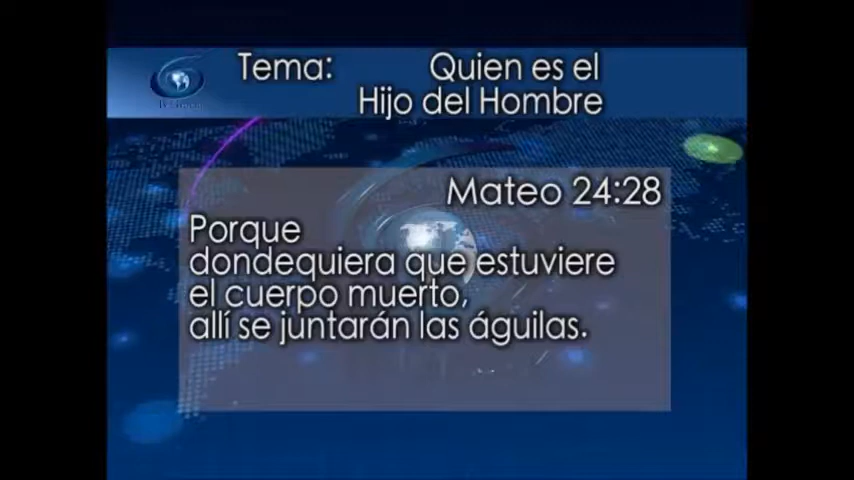 Tema: Quien es el
Hijo del Hombre
Mateo 24:28
Porque
dondequiera que estuviere
el cuerpo muerto,
allí se juntarán las águilas.